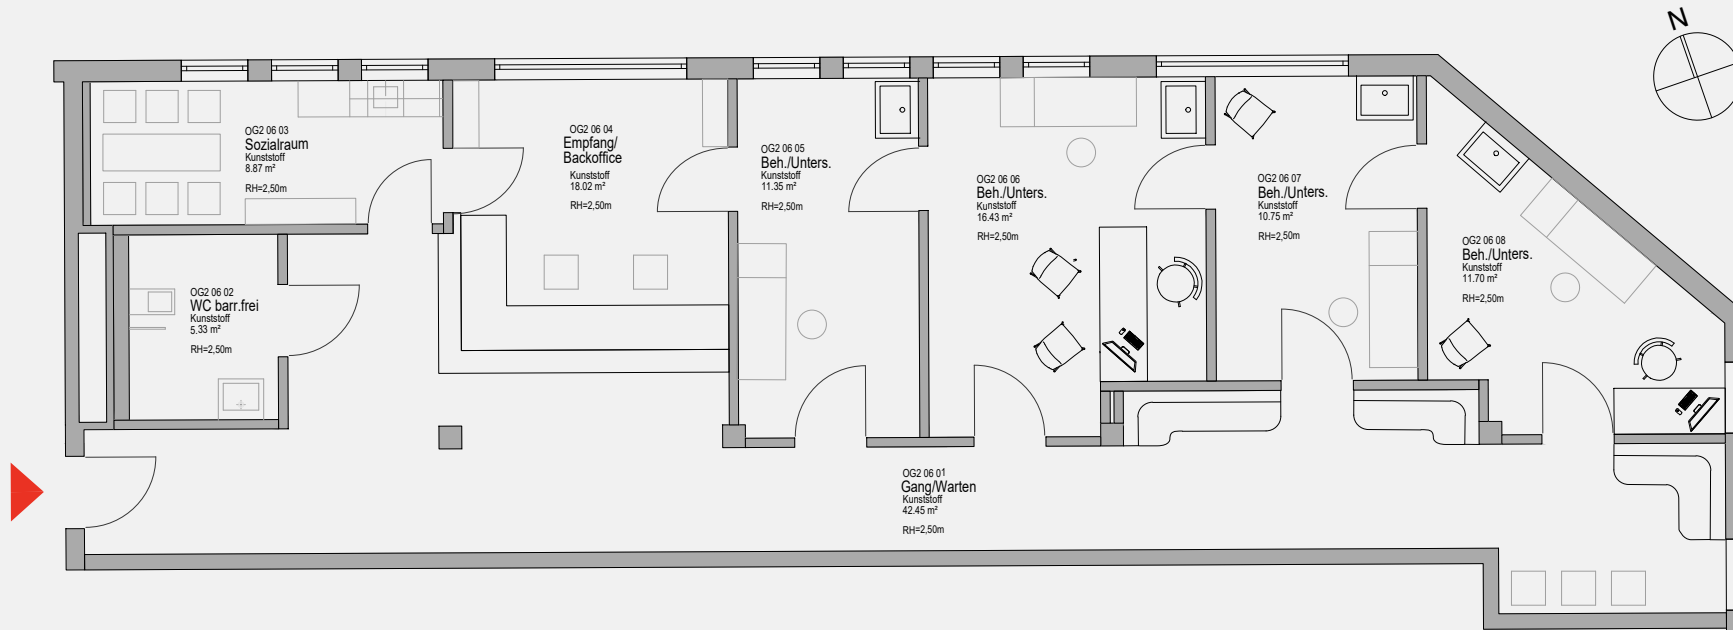 N
OG2 06 03
Sozialraum
Kunststoff
8.87 m²
RH=2,50m
OG2 06 04
Empfang/
Backoffice
Kunststoff
18.02 m²
RH=2,50m
OG2 06 05
Beh./Unters.
Kunststoff
11.35 m²
RH=2,50m
OG2 06 06
Beh./Unters.
Kunststoff
16.43 m²
RH=2,50m
OG2 06 07
Beh./Unters.
Kunststoff
10.75 m²
RH=2,50m
OG2 06 08
Beh./Unters.
Kunststoff
11.70 m²
RH=2,50m
OG2 06 02
WC barr.frei
Kunststoff
5.33 m²
RH=2,50m
OG2 06 01
Gang/Warten
Kunststoff
42.45 m²
RH=2,50m